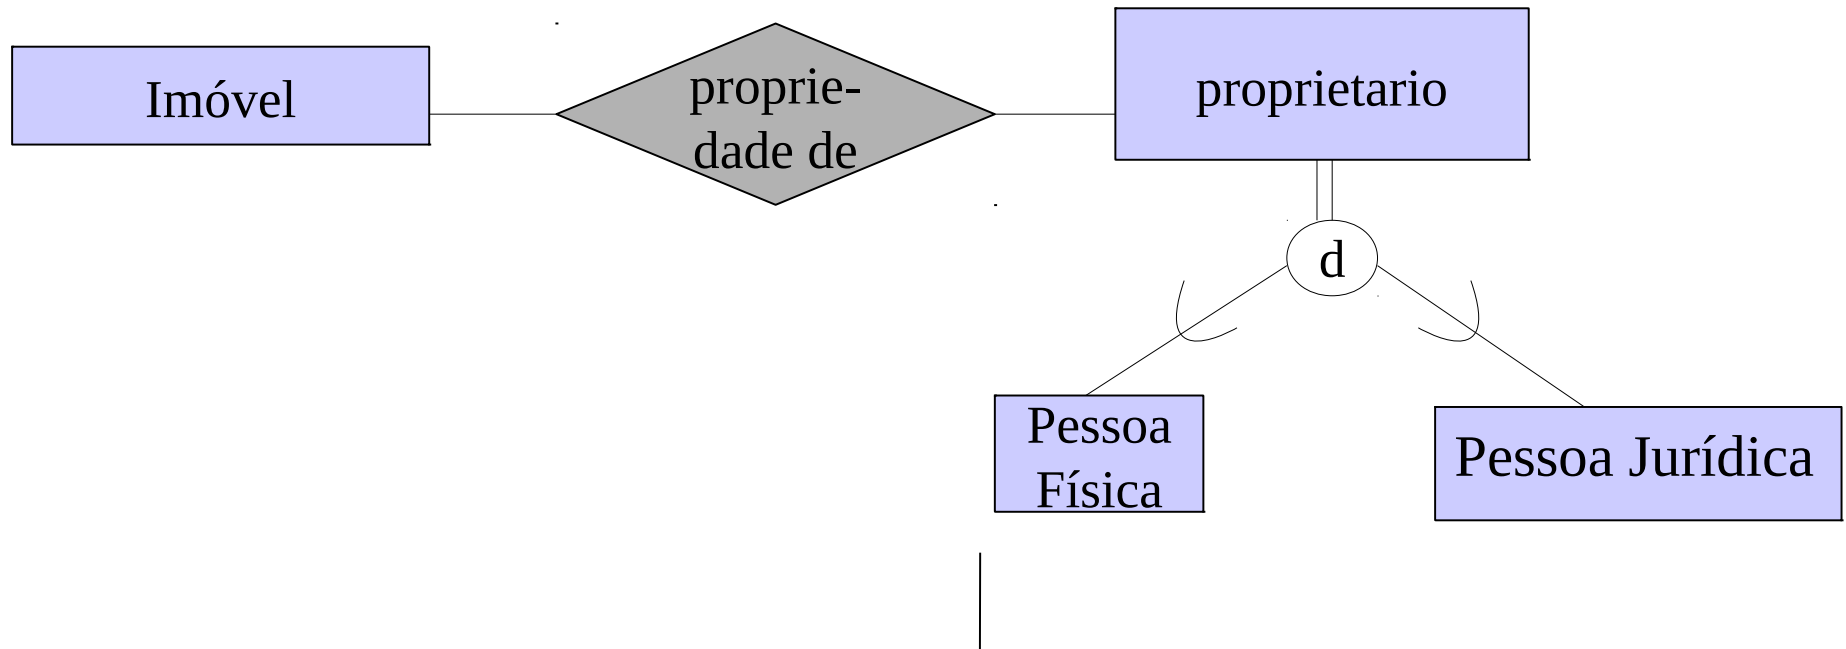 Imóvel
proprie-
dade de
proprietario
d
Pessoa
Física
Pessoa Jurídica